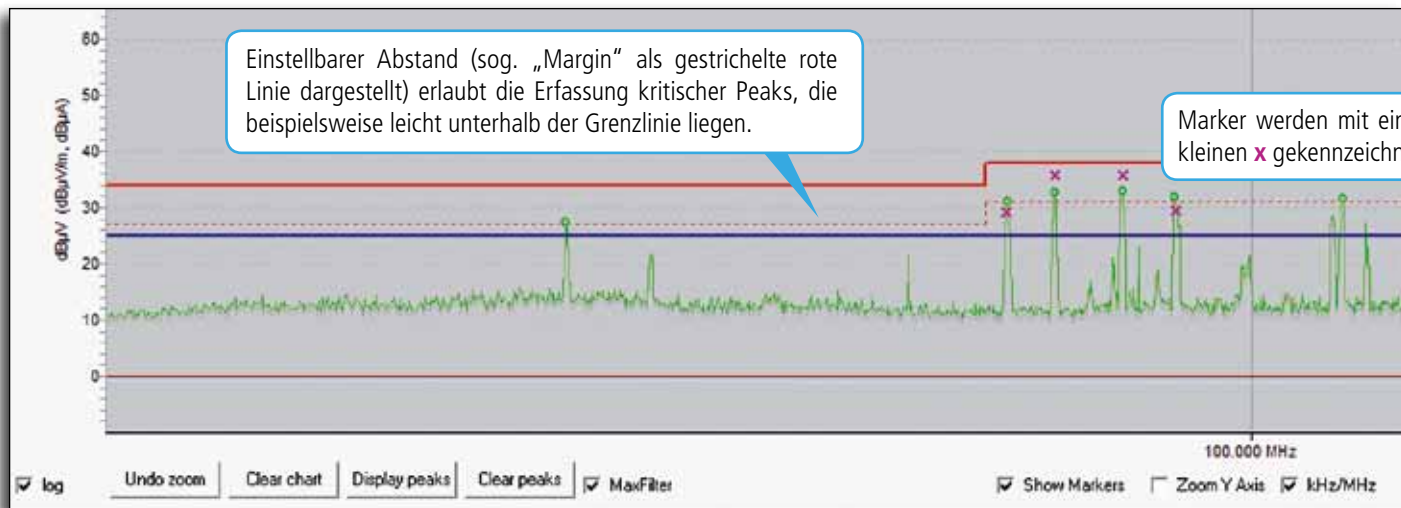 Einstellbarer Abstand (sog. „Margin“ als gestrichelte rote
Linie dargestellt) erlaubt die Erfassung kritischer Peaks, die
beispielsweise leicht unterhalb der Grenzlinie liegen.
Marker werden mit ein
kleinen x gekennzeichn
dBµV (dBµV/m, dBµA)
60
50
40
30
20
10
0
100.000 MHz
log
Undo zoom
Clear chart
Display peaks
Clear peaks
MaxFilter
Show Markers
Zoom Y Axis
kHz/MHz